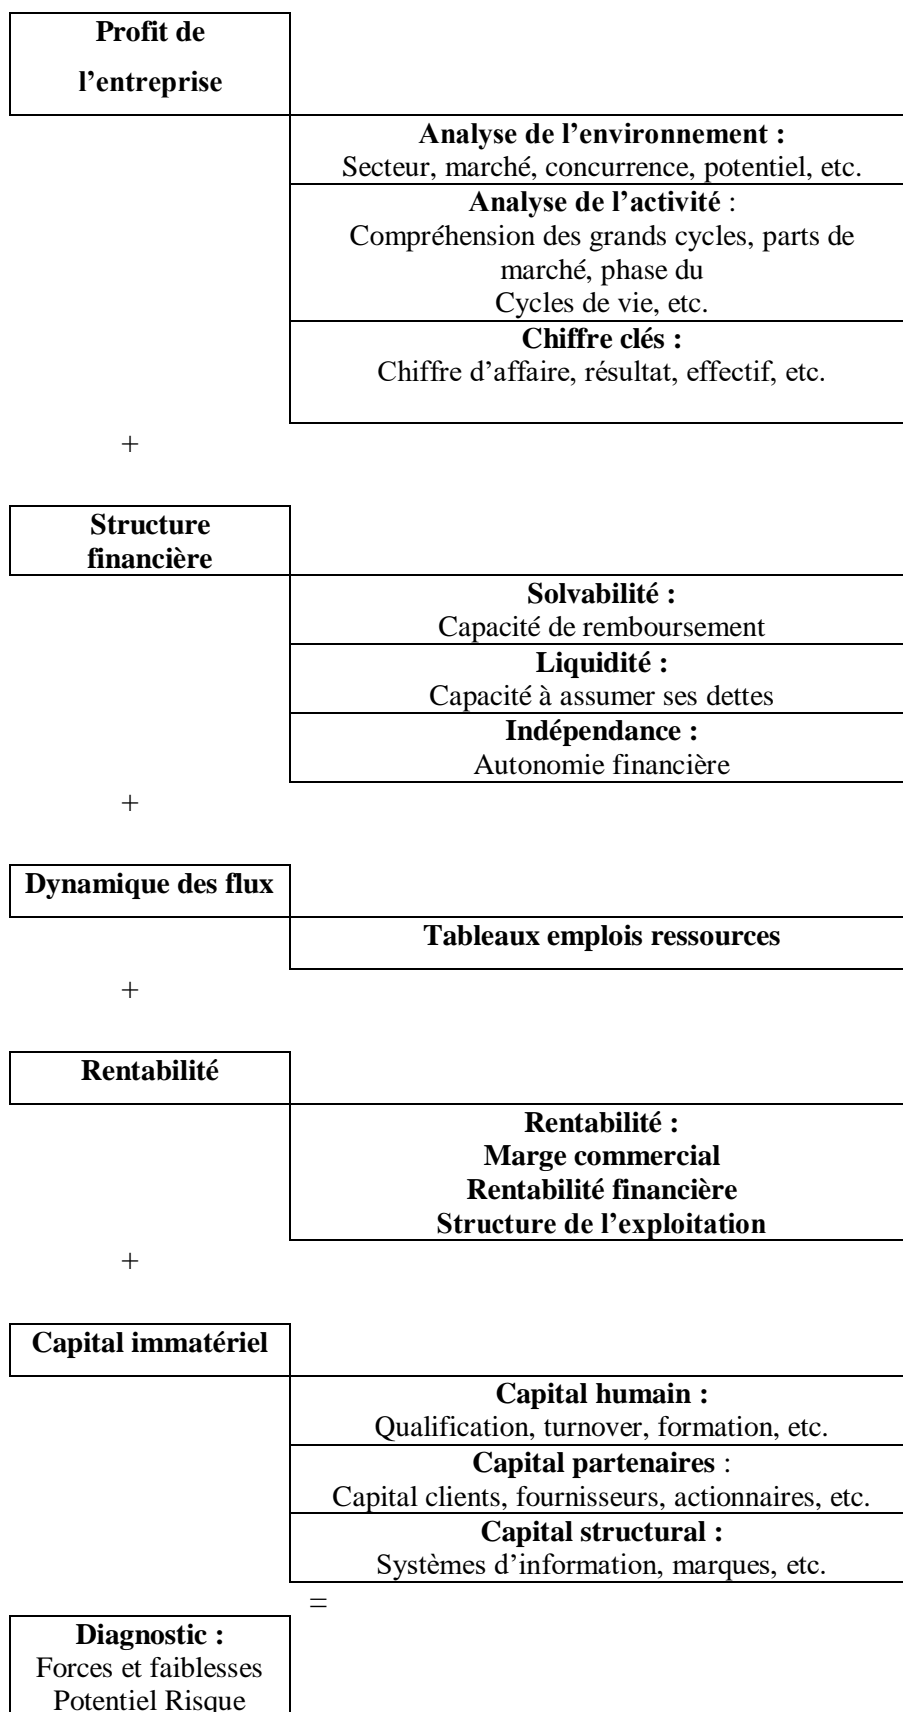 Profit de
l’entreprise
Analyse de l’environnement :
Secteur, marché, concurrence, potentiel, etc.
Analyse de l’activité :
Compréhension des grands cycles, parts de
marché, phase du
Cycles de vie, etc.
Chiffre clés :
Chiffre d’affaire, résultat, effectif, etc.
+
Structure
financière
Solvabilité :
Capacité de remboursement
Liquidité :
Capacité à assumer ses dettes
Indépendance :
Autonomie financière
+
Dynamique des flux
Tableaux emplois ressources
+
Rentabilité
Rentabilité :
Marge commercial
Rentabilité financière
Structure de l’exploitation
+
Capital immatériel
Capital humain :
Qualification, turnover, formation, etc.
Capital partenaires :
Capital clients, fournisseurs, actionnaires, etc.
Capital structural :
Systèmes d’information, marques, etc.
=
Diagnostic :
Forces et faiblesses
Potentiel Risque